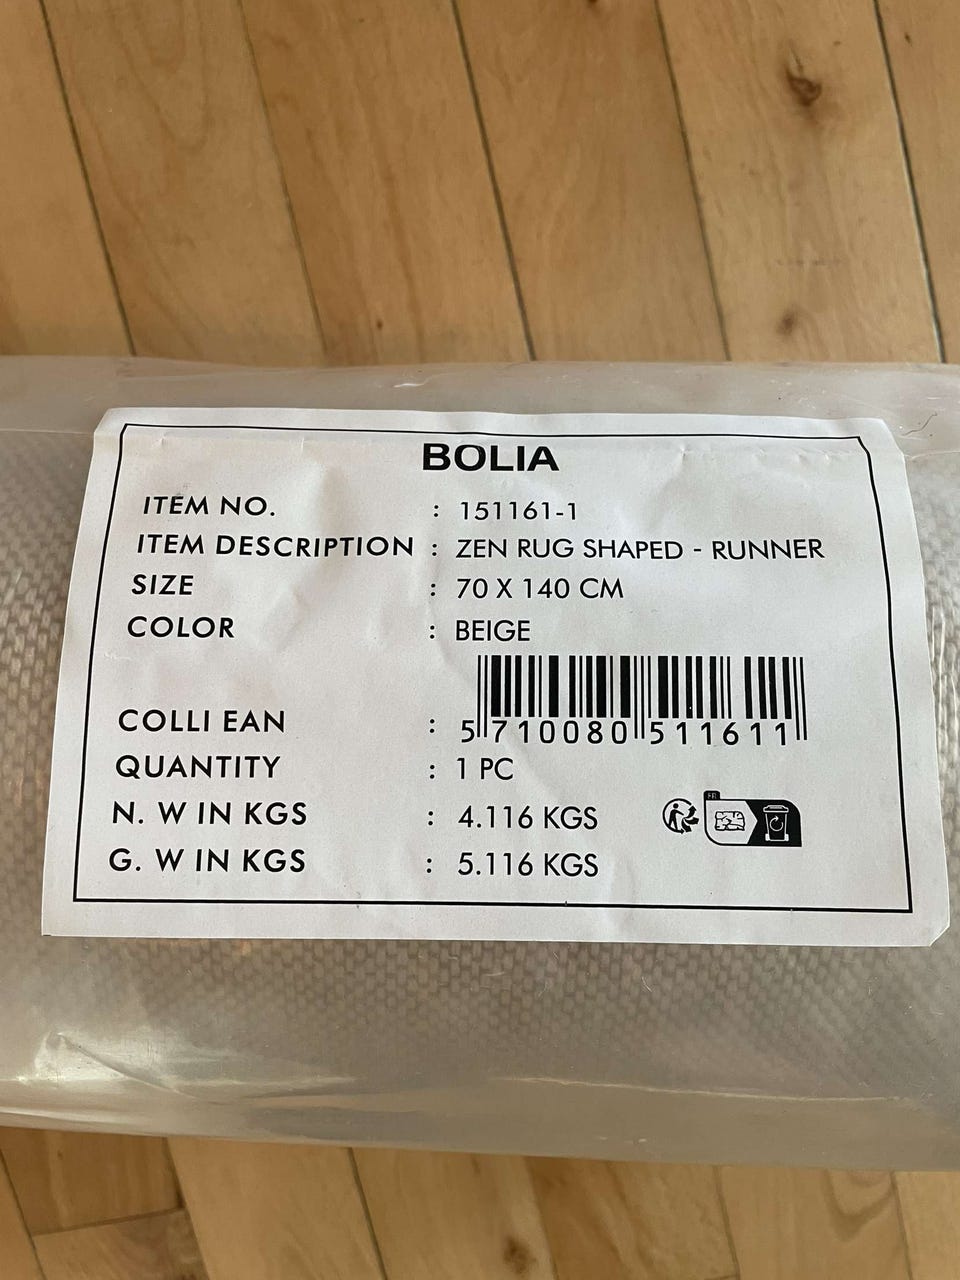 BOLIA
ITEM NO. : 151161-1
ITEM DESCRIPTION : ZEN RUG SHAPED - RUNNER
SIZE : 70 X 140 CM
COLOR : BEIGE
COLLI EAN : 5 710080 511611
QUANTITY : 1 PC
N. W IN KGS : 4.116 KGS
FR
G. W IN KGS : 5.116 KGS